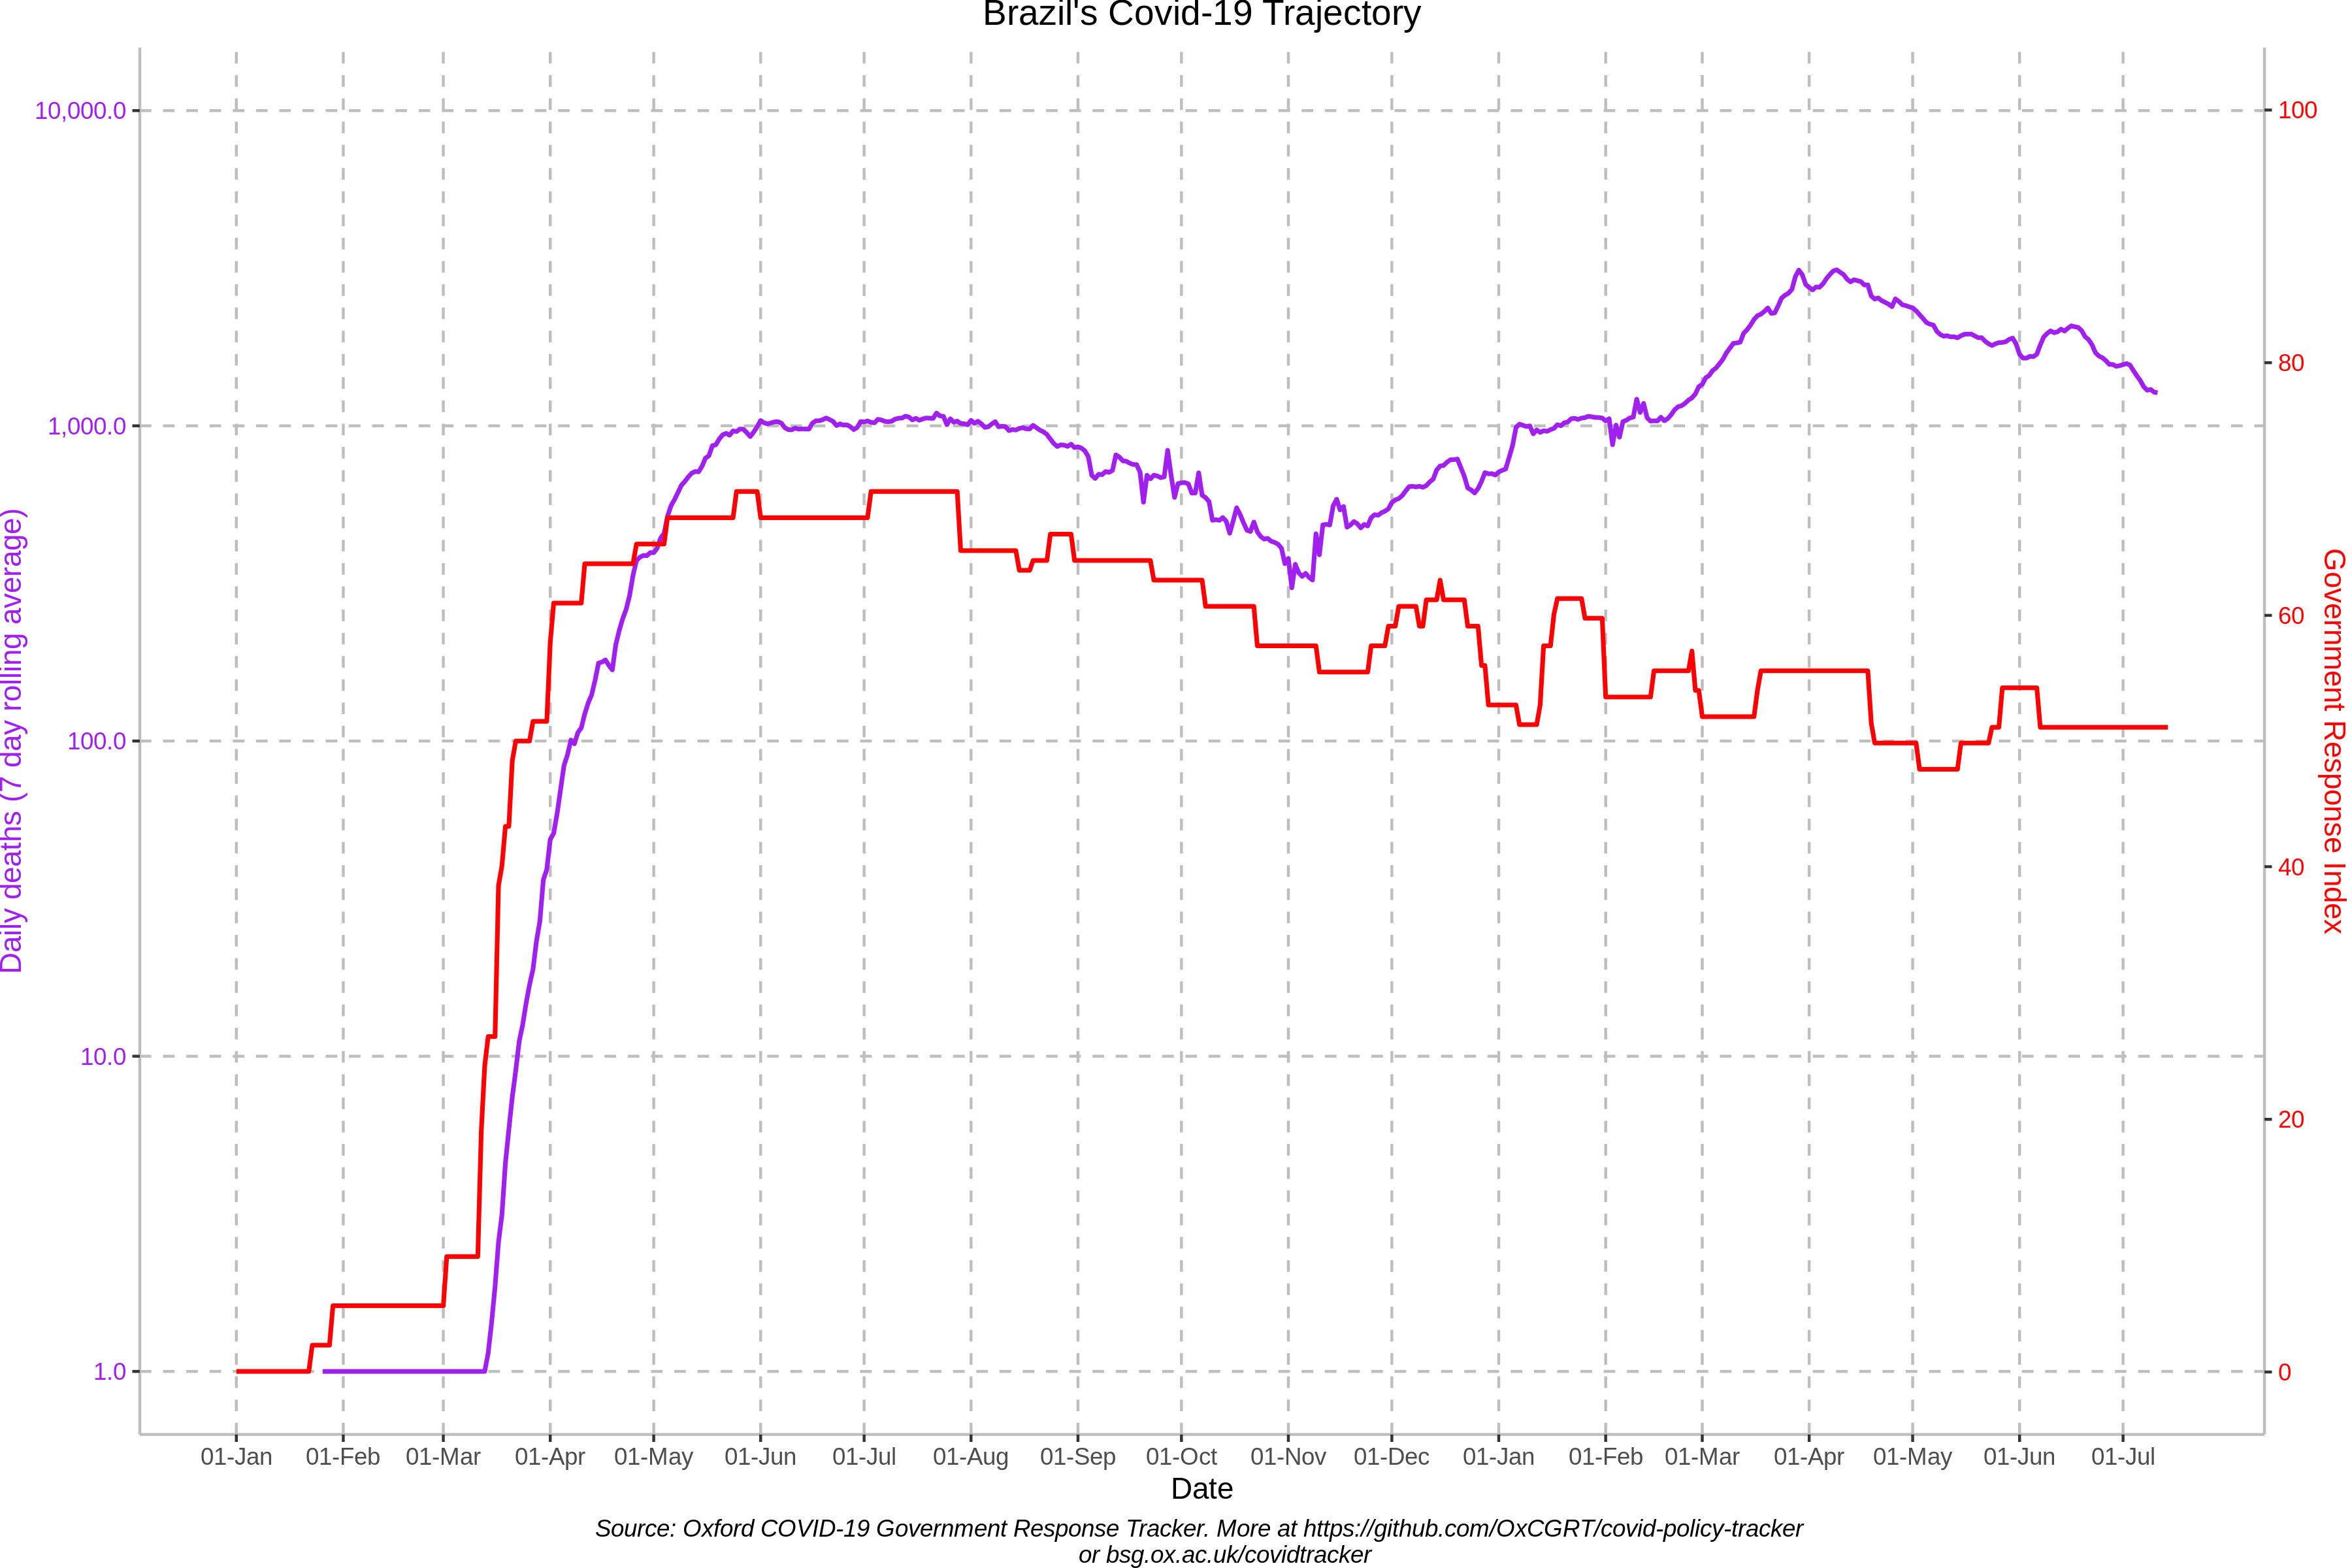 Brazil's Covid-19 Trajectory
10,000.0
1,000.0
100.0
10.0
1.0
Daily deaths (7 day rolling average)
100
80
60
40
20
0
Government Response Index
01-Jan 01-Feb 01-Mar 01-Apr 01-May 01-Jun 01-Jul 01-Aug 01-Sep 01-Oct 01-Nov 01-Dec 01-Jan 01-Feb 01-Mar 01-Apr 01-May 01-Jun 01-Jul
Date
Source: Oxford COVID-19 Government Response Tracker. More at https://github.com/OxCGRT/covid-policy-tracker
or bsg.ox.ac.uk/covidtracker